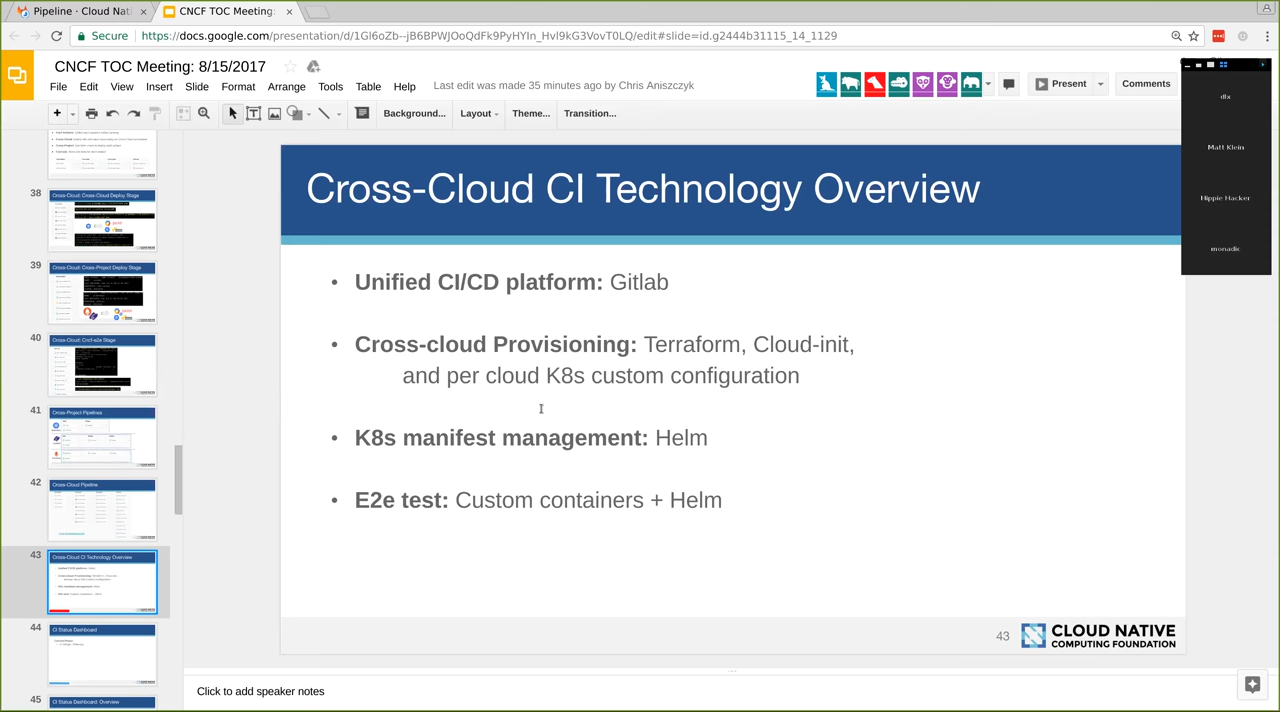 Pipeline · Cloud Nati
CNCF TOC Meeting:
Secure
https://docs.google.com/presentation/d/1Gl6oZb--jB6BPWJOoQdFk9PyHYIn_HvI9kG3VovT0LQ/edit#slide=id.g2444b31115_14_1129
CNCF TOC Meeting: 8/15/2017
File Edit View Insert Slide Arrange Tools Table Help
Last edit was made 35 minutes ago by Chris Aniszczyk
Present
Comments
Background...
Layout
Theme...
Transition...
dlx
Matt Klein
Hippie Hacker
monadic
38
Cross-Cloud: Cross-Cloud Deploy Stage
39
Cross-Cloud: Cross-Project Deploy Stage
40
Cross-Cloud: Cncf-e2e Stage
41
Cross-Project Pipelines
42
Cross-Cloud Pipeline
43
Cross-Cloud CI Technology Overview
44
CI Status Dashboard
45
CI Status Dashboard: Overview
Cross-Cloud CI Technology Overview
• Unified CI/CD platform: Gitlab
• Cross-cloud Provisioning: Terraform, Cloud-init,
and per cloud K8s custom configuration
• K8s manifest management: Helm
• E2e test: Custom containers + Helm
43
CLOUD NATIVE
COMPUTING FOUNDATION
Click to add speaker notes